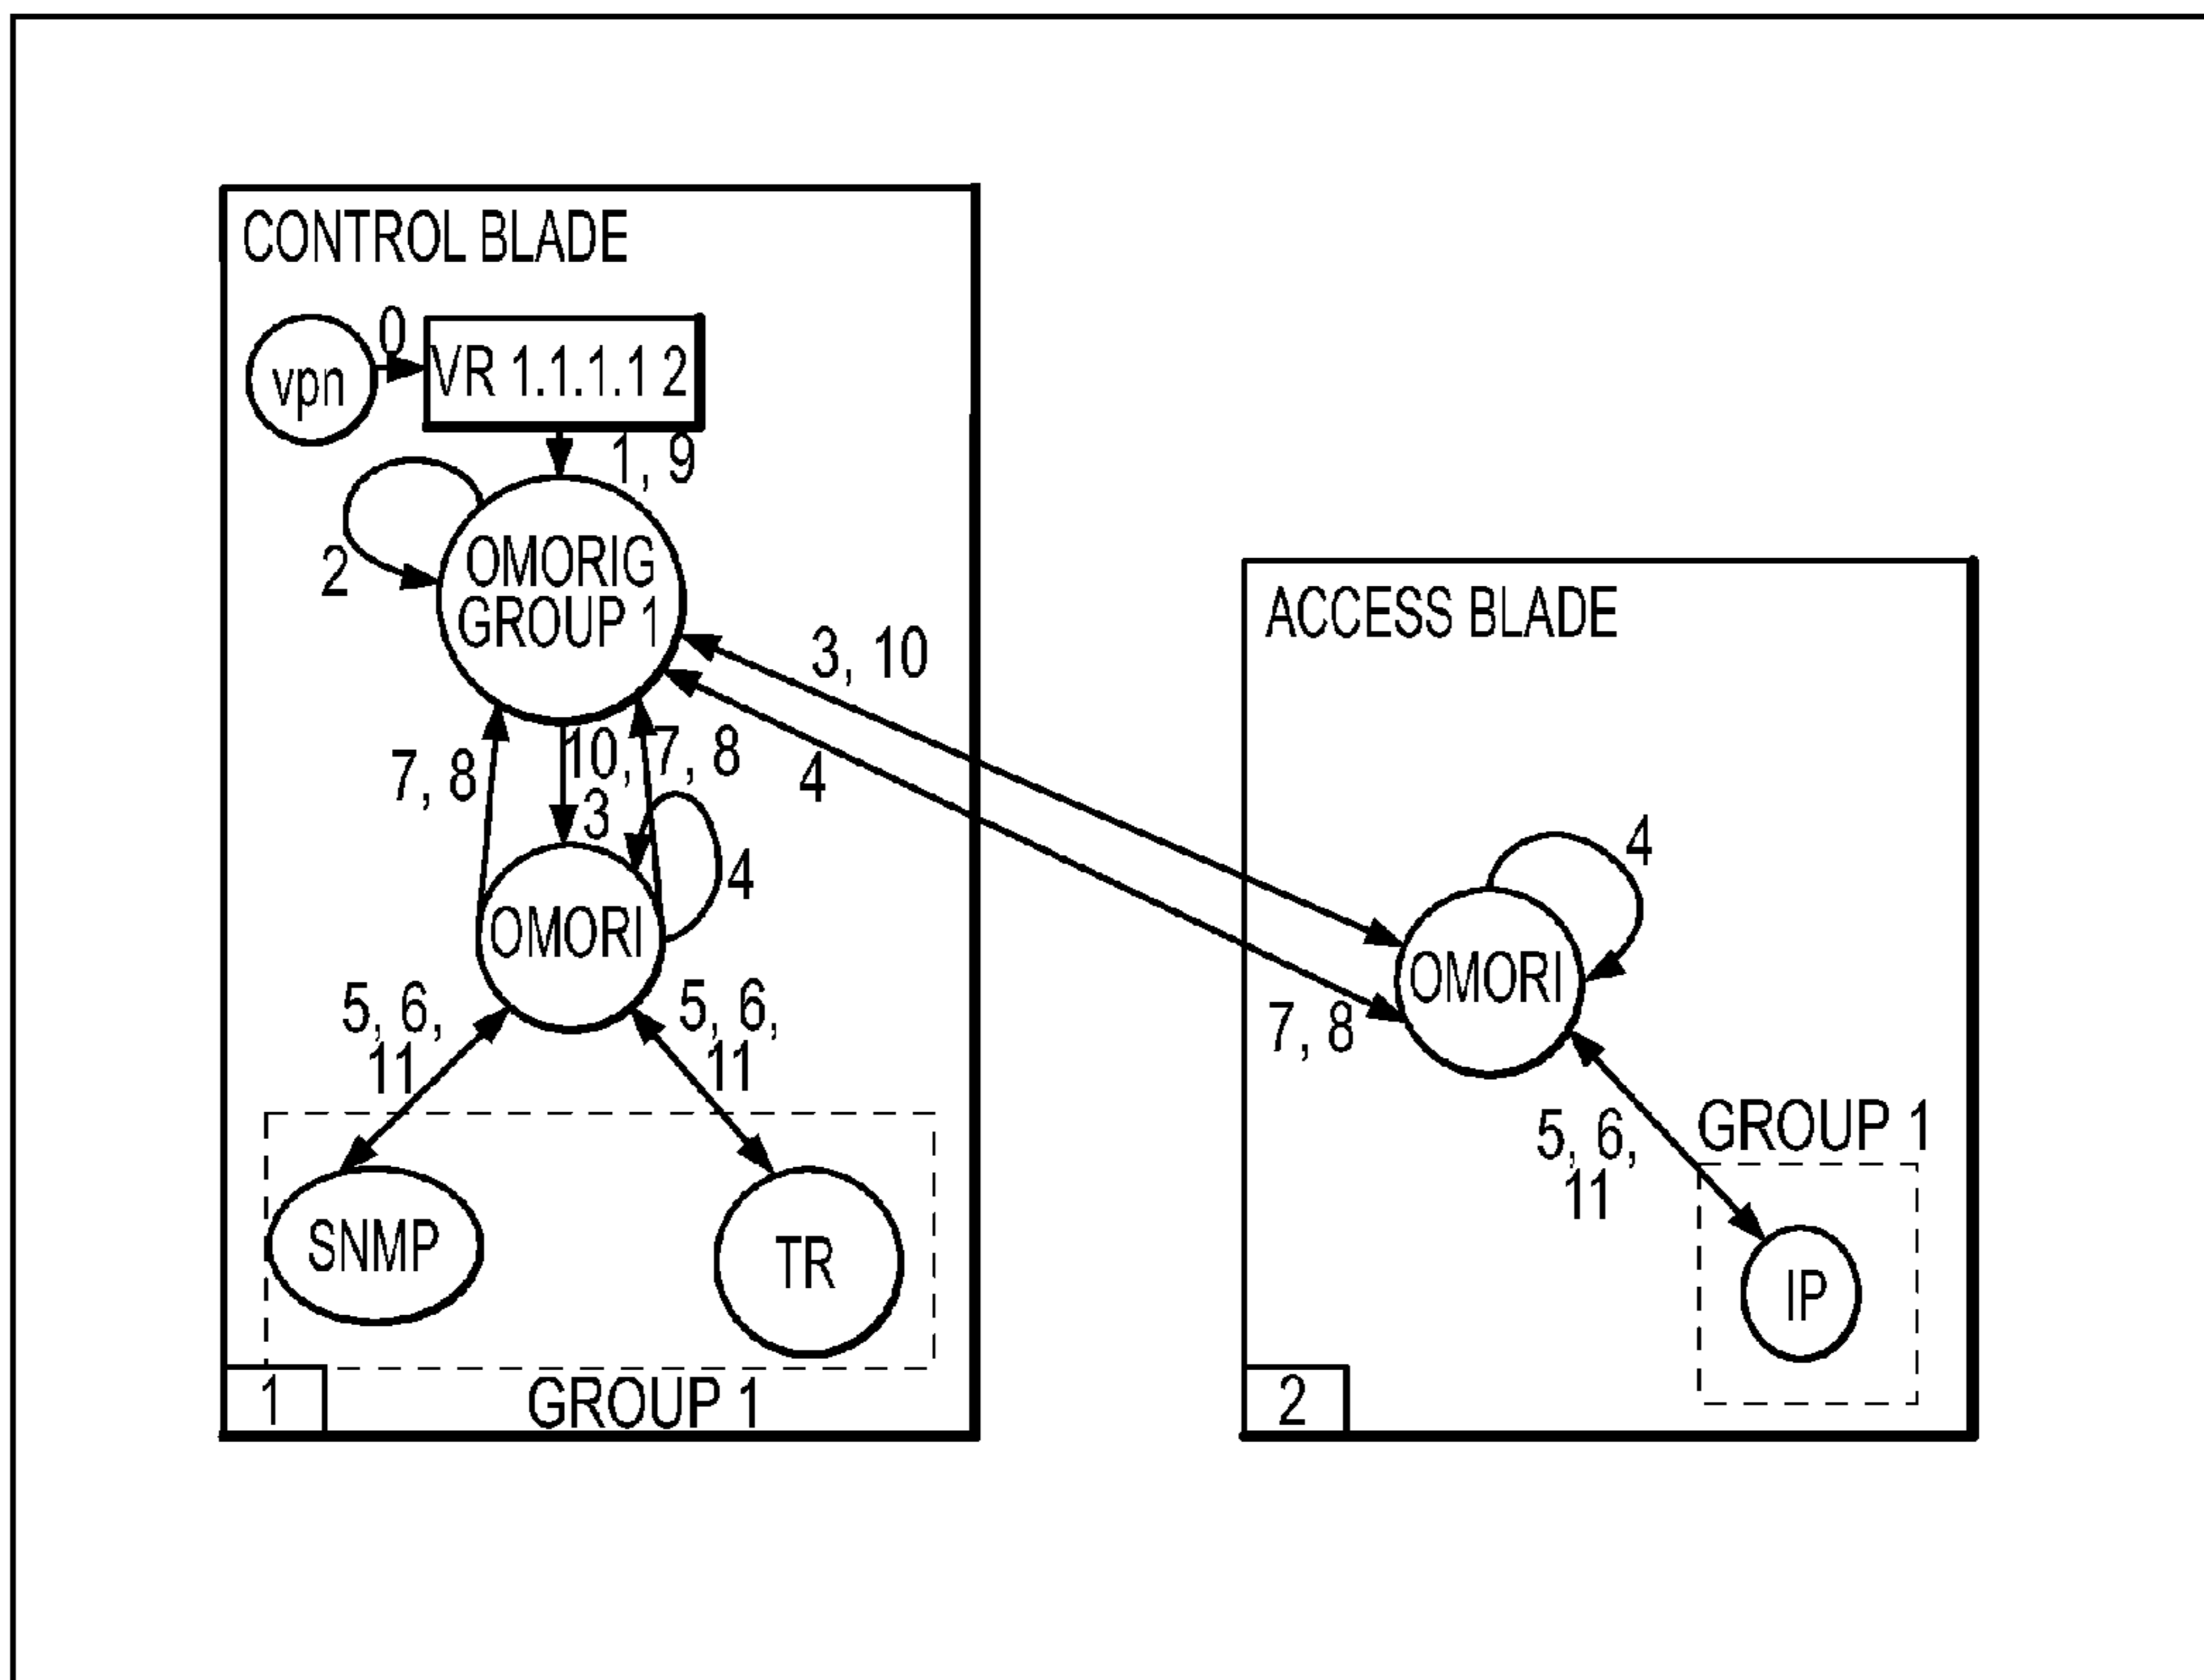 CONTROL BLADE
vpn
0
VR 1.1.1.1 2
1, 9
2
OMORIG
GROUP 1
3, 10
4
7, 8
10,
3
7, 8
4
OMORI
5, 6,
11
5, 6,
11
SNMP
TR
1
GROUP 1
ACCESS BLADE
4
OMORI
7, 8
5, 6,
11
GROUP 1
IP
2